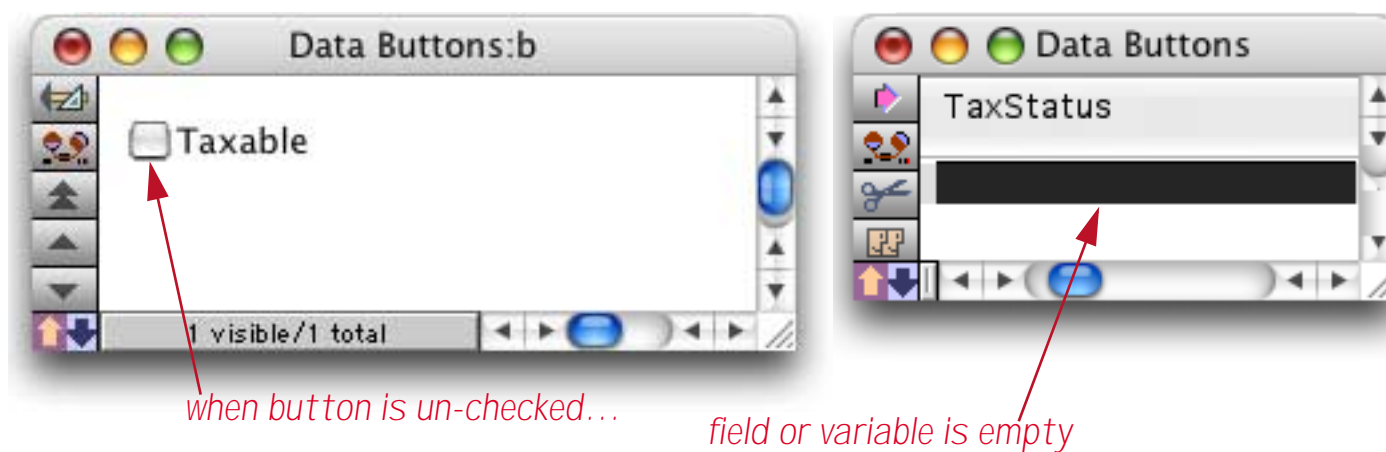 Data Buttons:b
Taxable
1 visible/1 total
when button is un-checked...
Data Buttons
TaxStatus
field or variable is empty